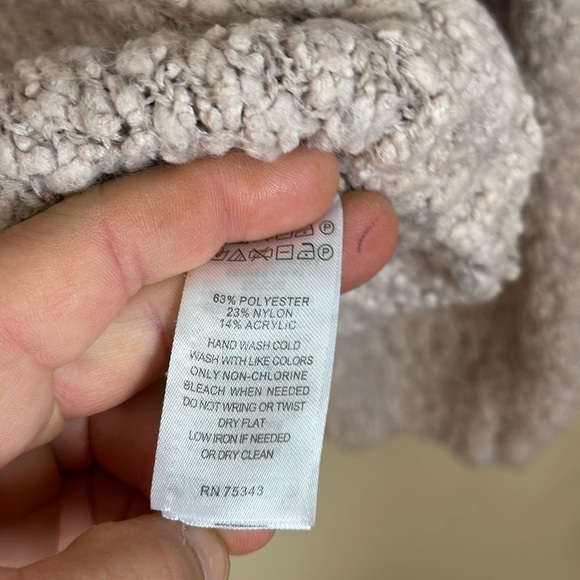 63% POLYESTER
23% NYLON
14% ACRYLIC
HAND WASH COLD
WASH WITH LIKE COLORS
ONLY NON-CHLORINE
BLEACH WHEN NEEDED
DO NOT WRING OR TWIST
DRY FLAT
LOW IRON IF NEEDED
OR DRY CLEAN
RN 75343